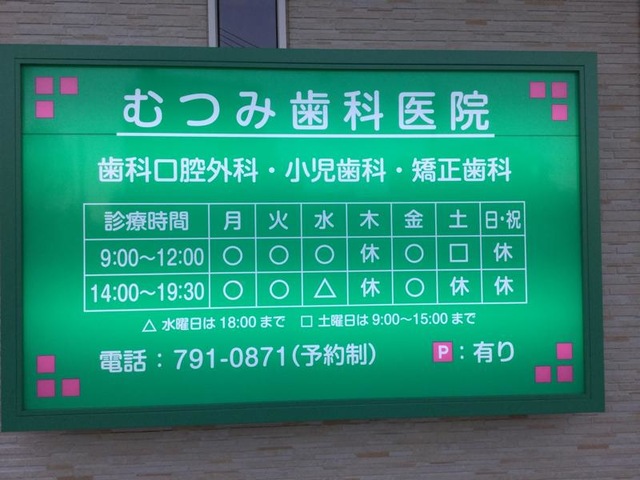 むつみ歯科医院
歯科口腔外科・小児歯科・矯正歯科
診療時間 月 火 水 木 金 土 日・祝
9:00〜12:00 ○ ○ ○ 休 ○ □ 休
14:00〜19:30 ○ ○ △ 休 ○ 休 休
△ 水曜日は 18:00 まで □ 土曜日は 9:00〜15:00 まで
電話：791-0871（予約制） P：有り